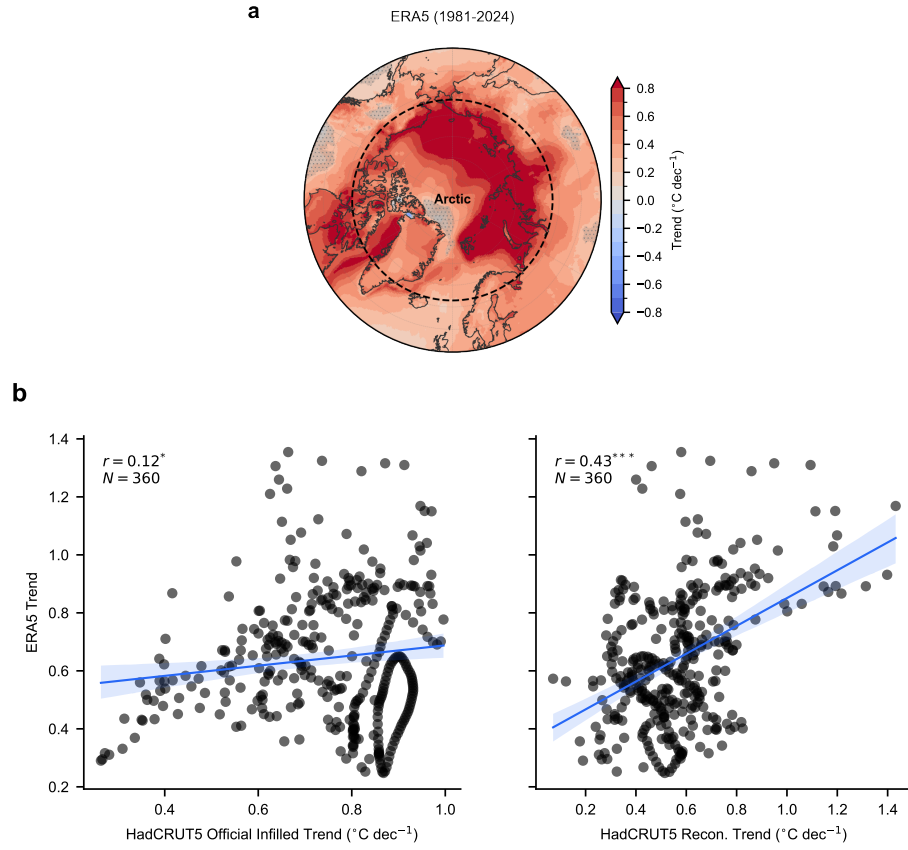 a
ERA5 (1981-2024)
Arctic
0.8
0.6
0.4
0.2
0.0
−0.2
−0.4
−0.6
−0.8
Trend (°C dec⁻¹)
b
r = 0.12*
N = 360
1.4
1.2
1.0
0.8
0.6
0.4
0.2
ERA5 Trend
0.4 0.6 0.8 1.0
HadCRUT5 Official Infilled Trend (°C dec⁻¹)
r = 0.43***
N = 360
0.2 0.4 0.6 0.8 1.0 1.2 1.4
HadCRUT5 Recon. Trend (°C dec⁻¹)